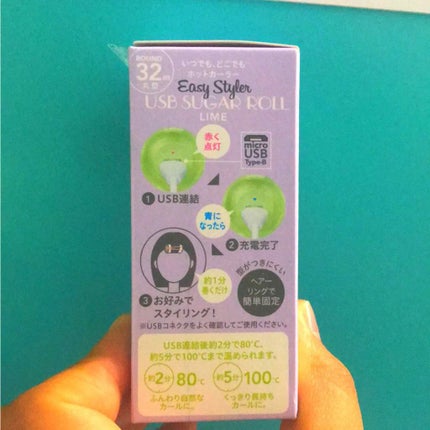 ROUND
32mm
丸型
いつでも、どこでも
ホットカーラー
Easy Styler
USB SUGAR ROLL
LIME
赤く
点灯
micro
USB
Type-B
1 USB連結
青に
なったら
2 充電完了
約1分
巻くだけ
型がつきにくい
ヘアー
リングで
簡単固定
3 お好みで
スタイリング!
※USBコネクタをよく確認してご使用ください。
USB連結後約2分で80℃、
約5分で100℃まで温められます。
約2分 80℃
ふんわり自然な
カールに。
約5分 100℃
くっきり長持ち
カールに。